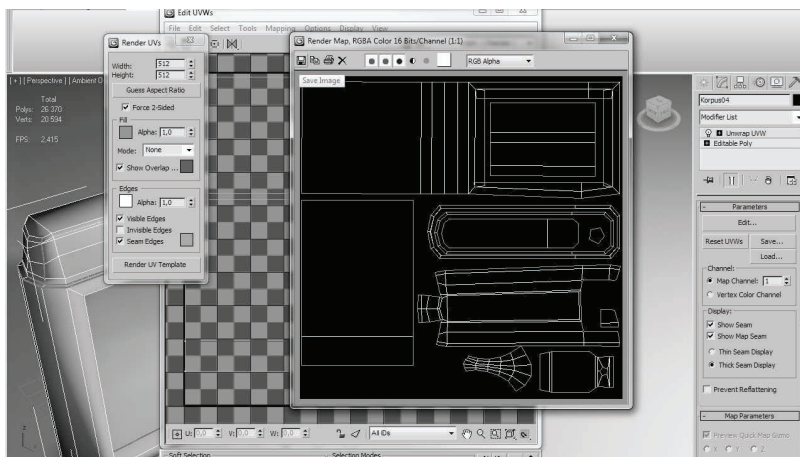 Edit UVWs
File Edit Select Tools Mapping Options Display View
Render UVs
Width: 512
Height: 512
Guess Aspect Ratio
Force 2-Sided
Fill
Alpha: 1,0
Mode: None
Show Overlap ...
Edges
Alpha: 1,0
Visible Edges
Invisible Edges
Seam Edges
Render UV Template
Render Map, RGBA Color 16 Bits/Channel (1:1)
RGB Alpha
Save Image
[ + ] [ Perspective ] [ Ambient O
Total
Polys: 26 370
Verts: 20 594
FPS: 2,415
U: 0,0 V: 0,0 W: 0,0 All IDs
Soft Selection Selection Modes
Korpus04
Modifier List
Unwrap UVW
Editable Poly
Parameters
Edit...
Reset UVWs Save...
Load...
Channel:
Map Channel: 1
Vertex Color Channel
Display:
Show Seam
Show Map Seam
Thin Seam Display
Thick Seam Display
Prevent Reflattening
Map Parameters
Preview Quick Map Gizmo
X Y Z